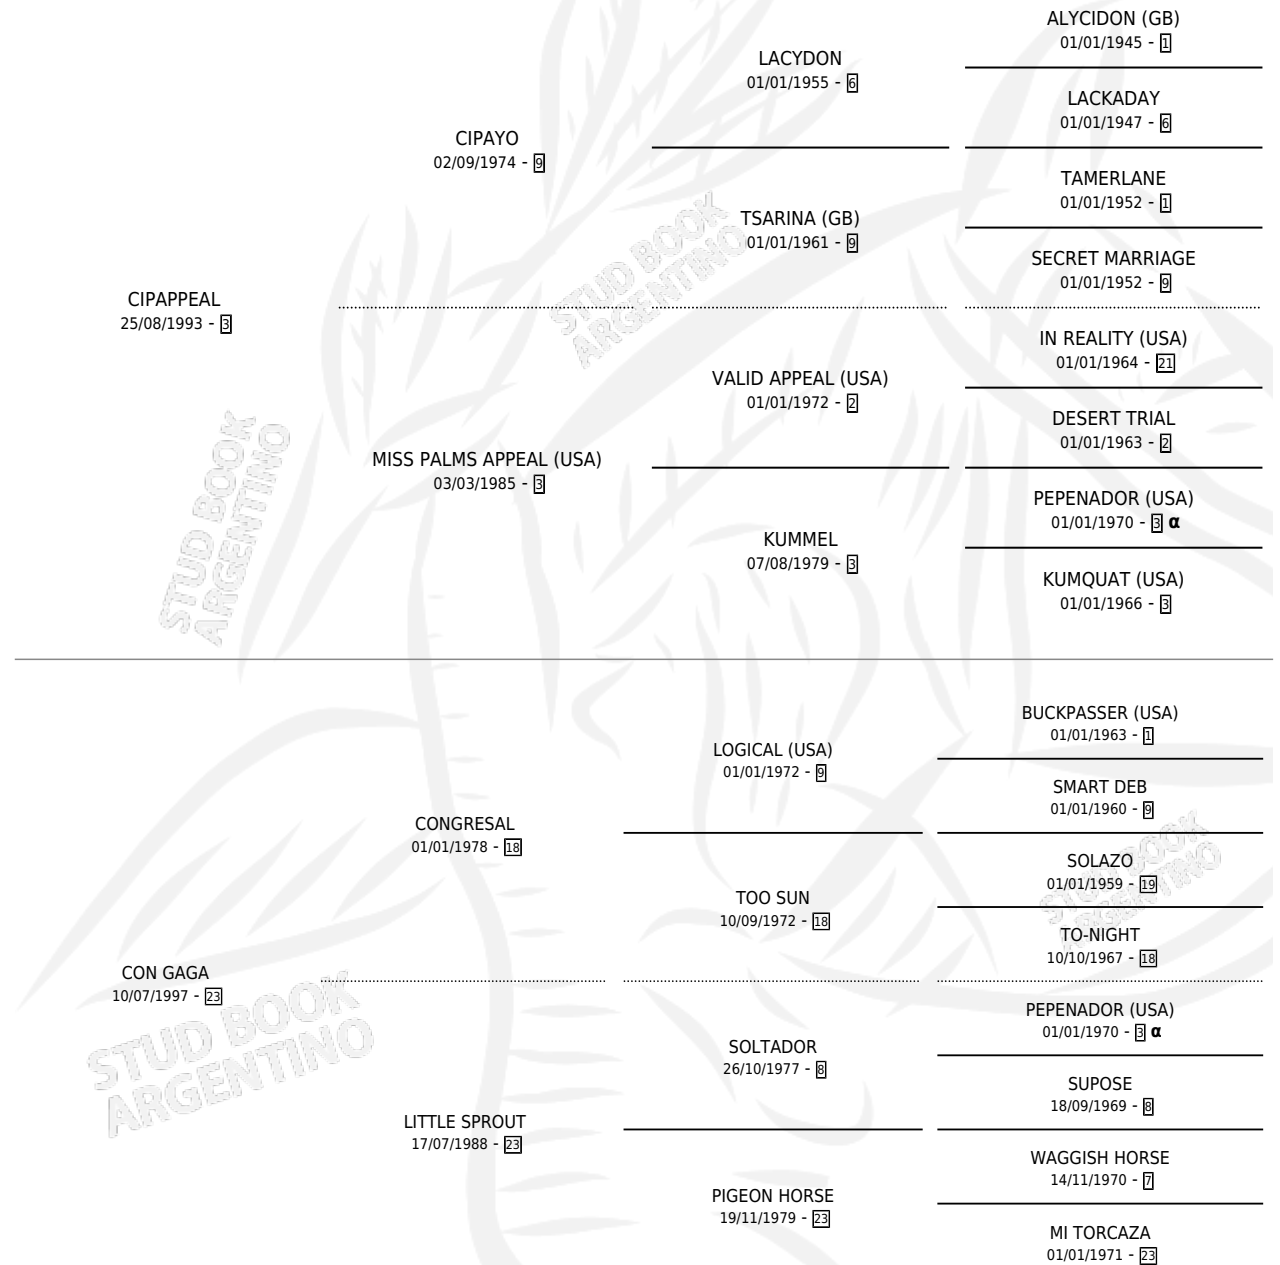 ALYCIDON (GB)
01/01/1945 - 1
LACYDON
01/01/1955 - 6
LACKADAY
01/01/1947 - 6
CIPAYO
02/09/1974 - 9
TAMERLANE
01/01/1952 - 1
TSARINA (GB)
01/01/1961 - 9
SECRET MARRIAGE
01/01/1952 - 9
CIPAPPEAL
25/08/1993 - 3
STUD BOOK
ARGENTINO
IN REALITY (USA)
01/01/1964 - 21
VALID APPEAL (USA)
01/01/1972 - 2
DESERT TRIAL
01/01/1963 - 2
MISS PALMS APPEAL (USA)
03/03/1985 - 3
PEPENADOR (USA)
01/01/1970 - 3 α
KUMMEL
07/08/1979 - 3
KUMQUAT (USA)
01/01/1966 - 3
STUD BOOK
ARGENTINO
BUCKPASSER (USA)
01/01/1963 - 1
LOGICAL (USA)
01/01/1972 - 9
SMART DEB
01/01/1960 - 9
CONGRESAL
01/01/1978 - 18
SOLAZO
01/01/1959 - 19
TOO SUN
10/09/1972 - 18
TO-NIGHT
10/10/1967 - 18
STUD BOOK
ARGENTINO
CON GAGA
10/07/1997 - 23
STUD BOOK
ARGENTINO
PEPENADOR (USA)
01/01/1970 - 3 α
SOLTADOR
26/10/1977 - 8
SUPOSE
18/09/1969 - 8
LITTLE SPROUT
17/07/1988 - 23
WAGGISH HORSE
14/11/1970 - 7
PIGEON HORSE
19/11/1979 - 23
MI TORCAZA
01/01/1971 - 23